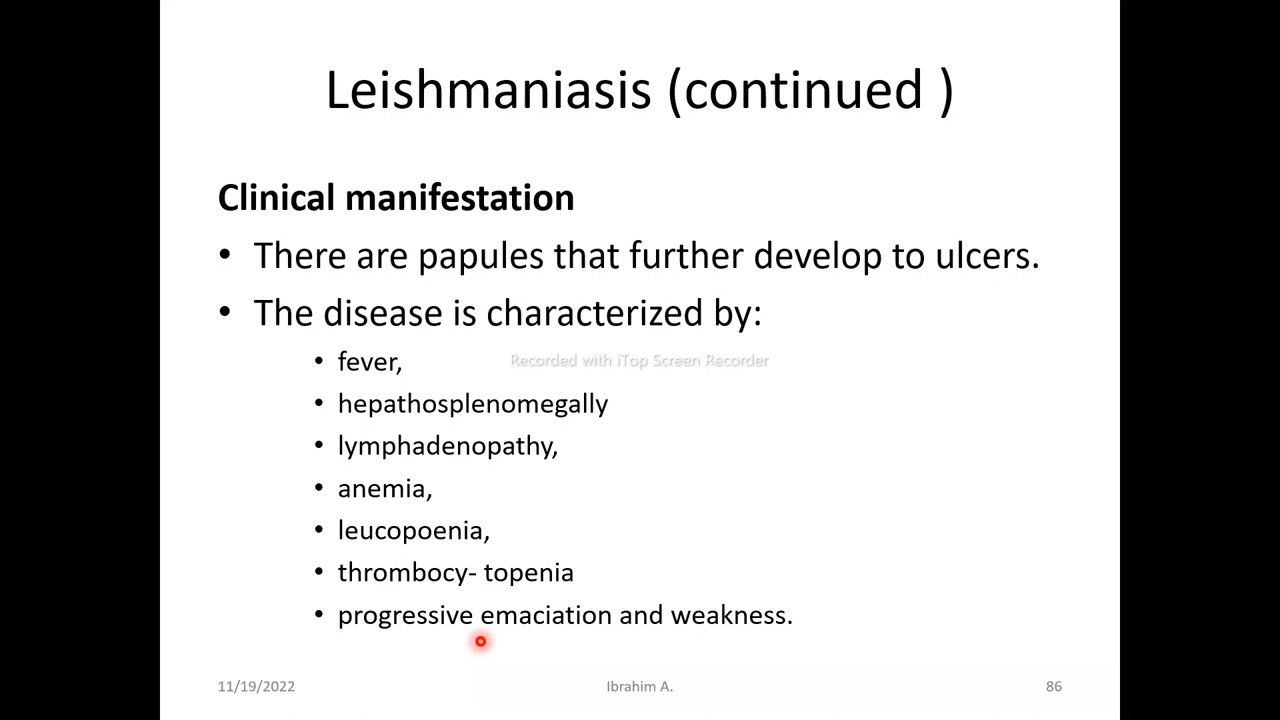 Leishmaniasis (continued )
Clinical manifestation
• There are papules that further develop to ulcers.
• The disease is characterized by:
• fever,
Recorded with iTop Screen Recorder
• hepathosplenomegally
• lymphadenopathy,
• anemia,
• leucopoenia,
• thrombocy- topenia
• progressive emaciation and weakness.
11/19/2022
Ibrahim A.
86